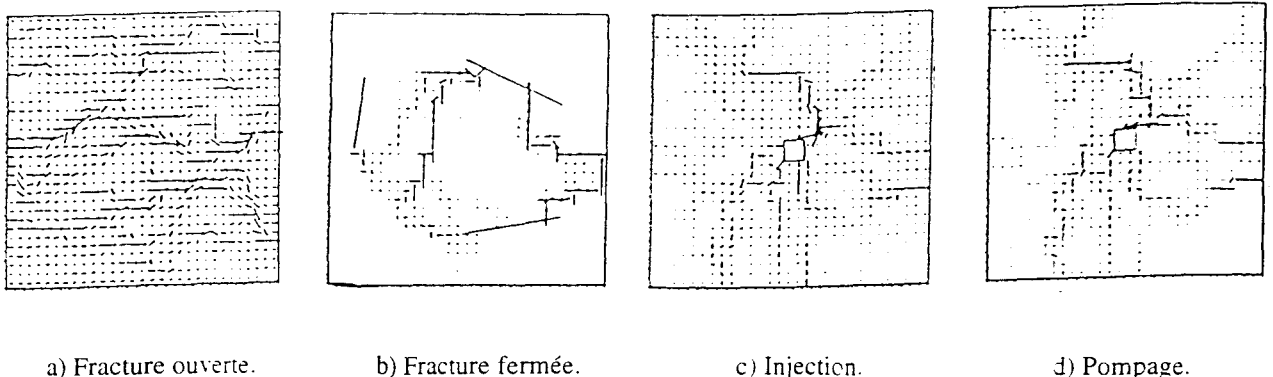 a) Fracture ouverte.
b) Fracture fermée.
c) Injection.
d) Pompage.